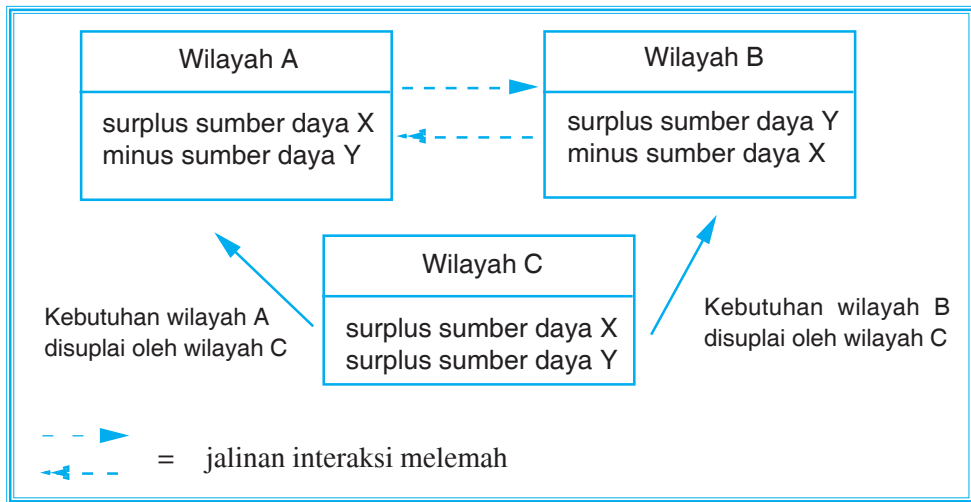 Wilayah A
surplus sumber daya X
minus sumber daya Y
Wilayah B
surplus sumber daya Y
minus sumber daya X
Wilayah C
surplus sumber daya X
surplus sumber daya Y
Kebutuhan wilayah A
disuplai oleh wilayah C
Kebutuhan wilayah B
disuplai oleh wilayah C
= jalinan interaksi melemah